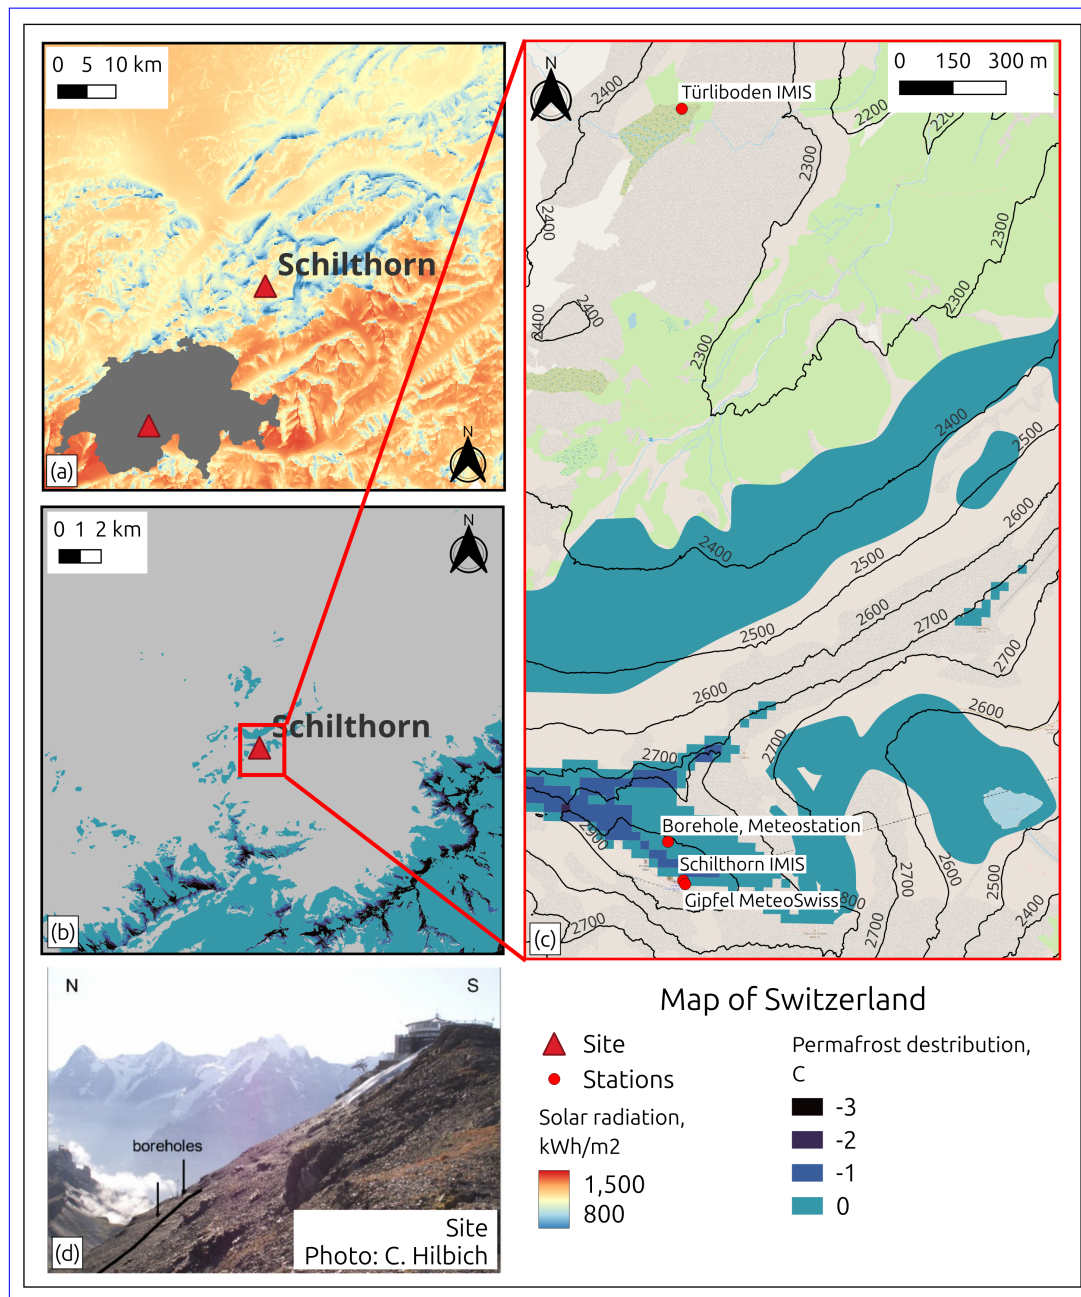 0 5 10 km
Schilthorn
N
(a)
0 1 2 km
N
Schilthorn
(b)
N
0 150 300 m
Türliboden IMIS
2400
2200
2300
2400
2300
2300
2400
2400
2300
2400
2500
2400
2600
2500
2600
2700
2500
2700
2600
2600
2700
2700
2900
Borehole, Meteostation
Schilthorn IMIS
Gipfel MeteoSwiss
2800
2700
2600
2500
2400
2700
2700
(c)
N
S
boreholes
Site
Photo: C. Hilbich
(d)
Map of Switzerland
Site
Stations
Solar radiation,
kWh/m2
1,500
800
Permafrost destribution,
C
-3
-2
-1
0